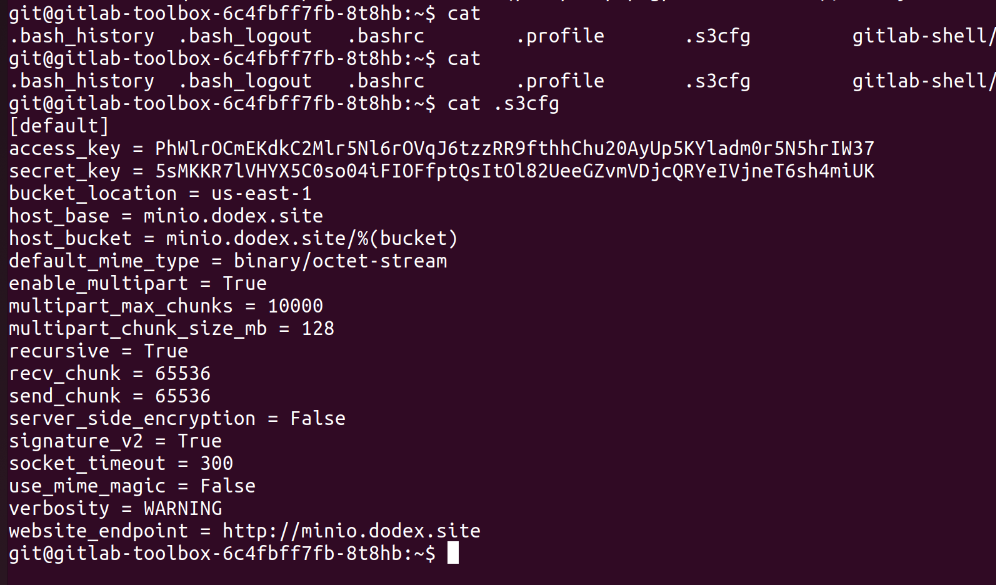 git@gitlab-toolbox-6c4fbff7fb-8t8hb:~$ cat
.bash_history .bash_logout .bashrc .profile .s3cfg gitlab-shell/
git@gitlab-toolbox-6c4fbff7fb-8t8hb:~$ cat
.bash_history .bash_logout .bashrc .profile .s3cfg gitlab-shell/
git@gitlab-toolbox-6c4fbff7fb-8t8hb:~$ cat .s3cfg
[default]
access_key = PhWlrOCmEKdkC2Mlr5Nl6rOVqJ6tzzRR9fthhChu20AyUp5KYladm0r5N5hrIW37
secret_key = 5sMKKR7lVHYX5C0so04iFIOFfptQsItOl82UeeGZvmVDjcQRYeIVjneT6sh4miUK
bucket_location = us-east-1
host_base = minio.dodex.site
host_bucket = minio.dodex.site/%(bucket)
default_mime_type = binary/octet-stream
enable_multipart = True
multipart_max_chunks = 10000
multipart_chunk_size_mb = 128
recursive = True
recv_chunk = 65536
send_chunk = 65536
server_side_encryption = False
signature_v2 = True
socket_timeout = 300
use_mime_magic = False
verbosity = WARNING
website_endpoint = http://minio.dodex.site
git@gitlab-toolbox-6c4fbff7fb-8t8hb:~$